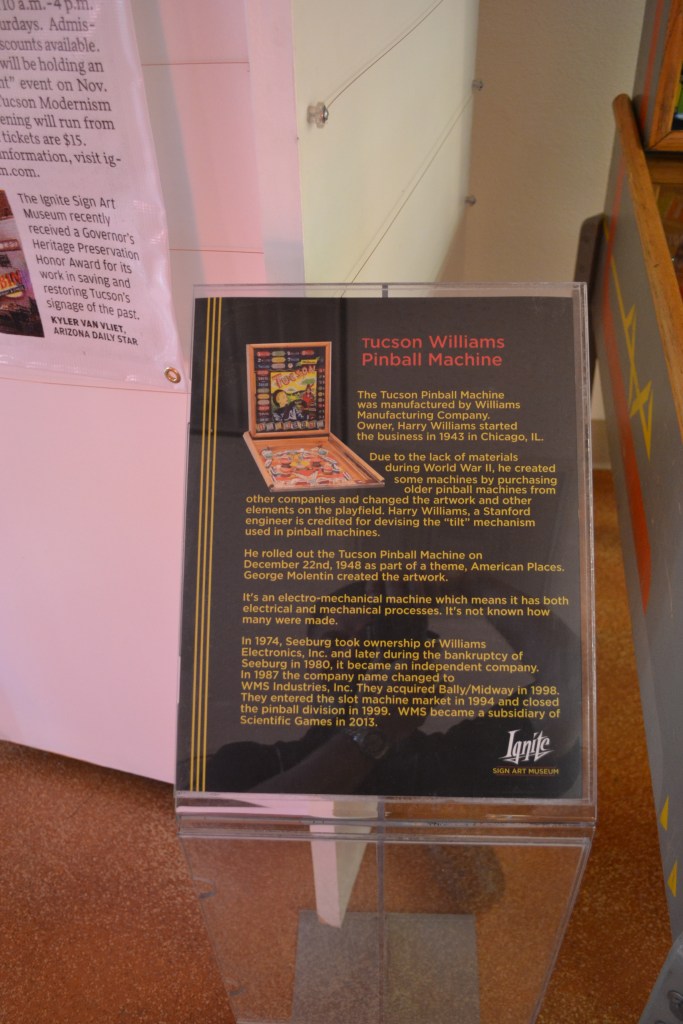 10 a.m.-4 p.m.
urdays. Admis-
scounts available.
will be holding an
nt" event on Nov.
Tucson Modernism
ening will run from
tickets are $15.
information, visit ig-
m.com.
The Ignite Sign Art
Museum recently
received a Governor's
Heritage Preservation
Honor Award for its
work in saving and
restoring Tucson's
signage of the past.
KYLER VAN VLIET,
ARIZONA DAILY STAR
Tucson Williams
Pinball Machine
TUCSON
The Tucson Pinball Machine
was manufactured by Williams
Manufacturing Company.
Owner, Harry Williams started
the business in 1943 in Chicago, IL.
Due to the lack of materials
during World War II, he created
some machines by purchasing
older pinball machines from
other companies and changed the artwork and other
elements on the playfield. Harry Williams, a Stanford
engineer is credited for devising the "tilt" mechanism
used in pinball machines.
He rolled out the Tucson Pinball Machine on
December 22nd, 1948 as part of a theme, American Places.
George Molentin created the artwork.
It's an electro-mechanical machine which means it has both
electrical and mechanical processes. It's not known how
many were made.
In 1974, Seeburg took ownership of Williams
Electronics, Inc. and later during the bankruptcy of
Seeburg in 1980, it became an independent company.
In 1987 the company name changed to
WMS Industries, Inc. They acquired Bally/Midway in 1998.
They entered the slot machine market in 1994 and closed
the pinball division in 1999. WMS became a subsidiary of
Scientific Games in 2013.
Ignite
SIGN ART MUSEUM